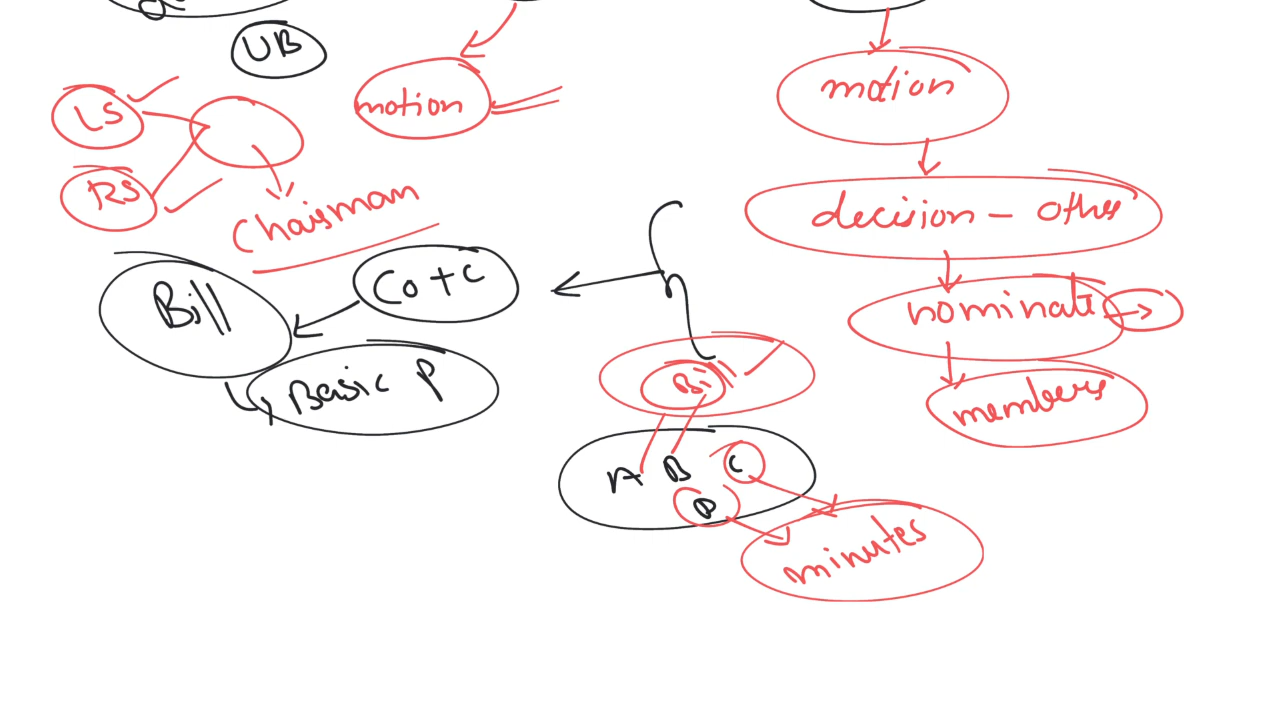 UB
LS
RS
Chairman
motion
motion
decision - other
nominate
members
Co+C
Bill
Basic P
Bill
A B C
D
minutes